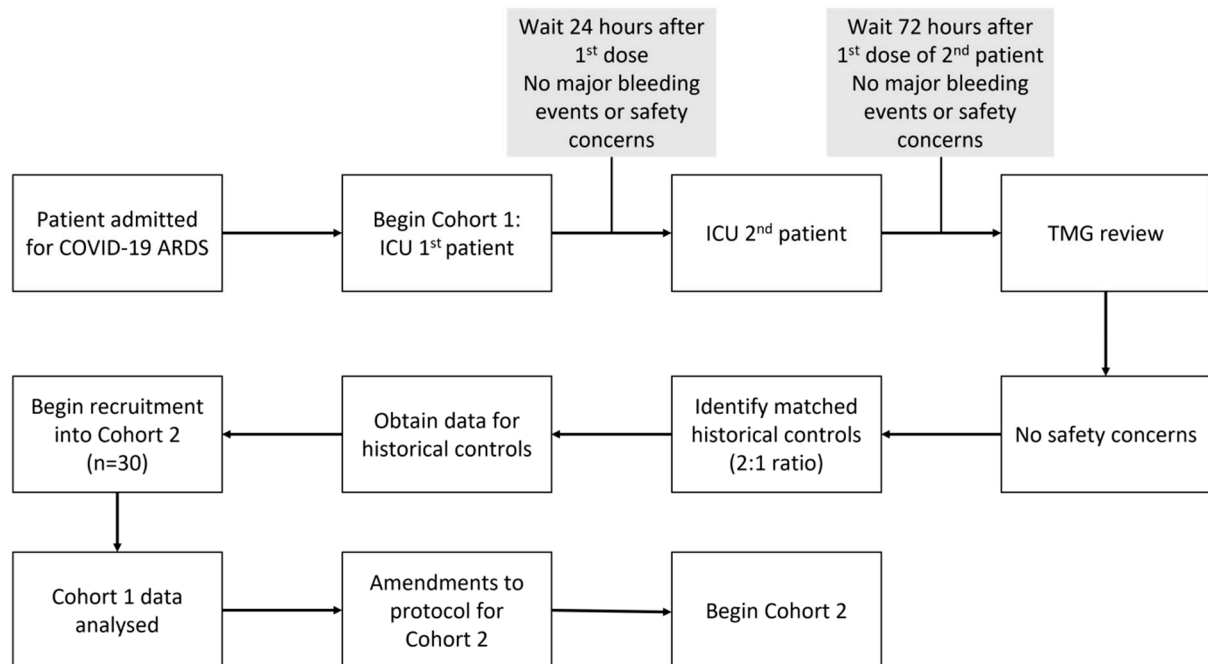 Wait 24 hours after
1st dose
No major bleeding
events or safety
concerns
Wait 72 hours after
1st dose of 2nd patient
No major bleeding
events or safety
concerns
Patient admitted
for COVID-19 ARDS
Begin Cohort 1:
ICU 1st patient
ICU 2nd patient
TMG review
No safety concerns
Identify matched
historical controls
(2:1 ratio)
Obtain data for
historical controls
Begin recruitment
into Cohort 2
(n=30)
Cohort 1 data
analysed
Amendments to
protocol for
Cohort 2
Begin Cohort 2